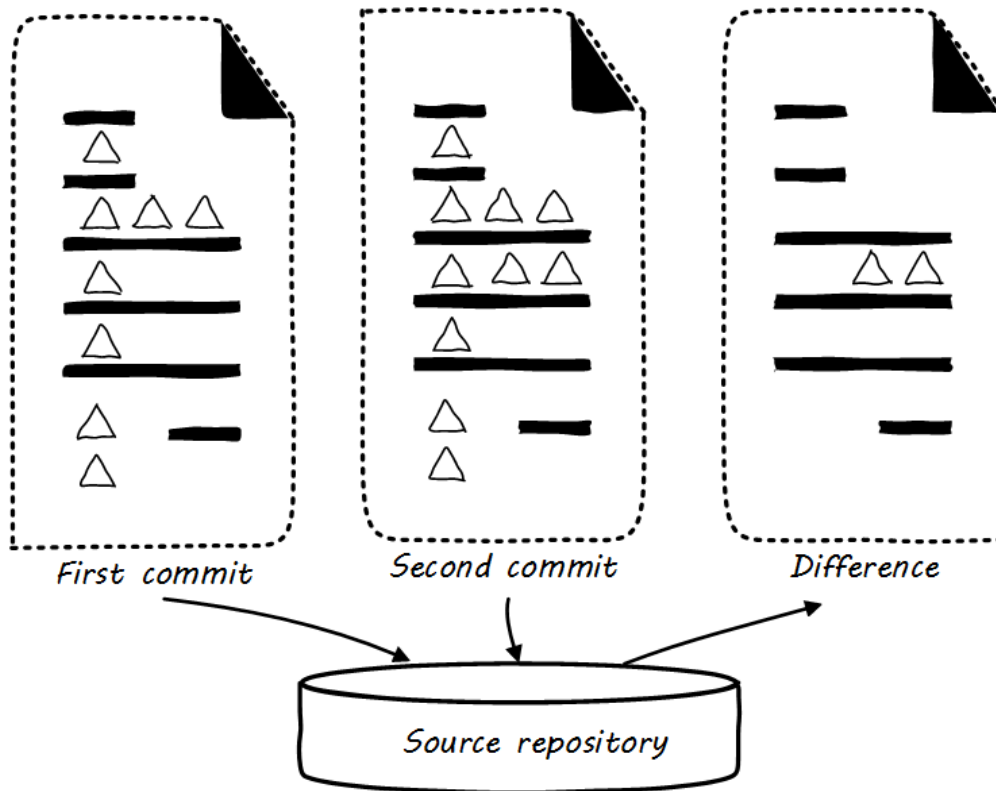 First commit
Second commit
Difference
Source repository